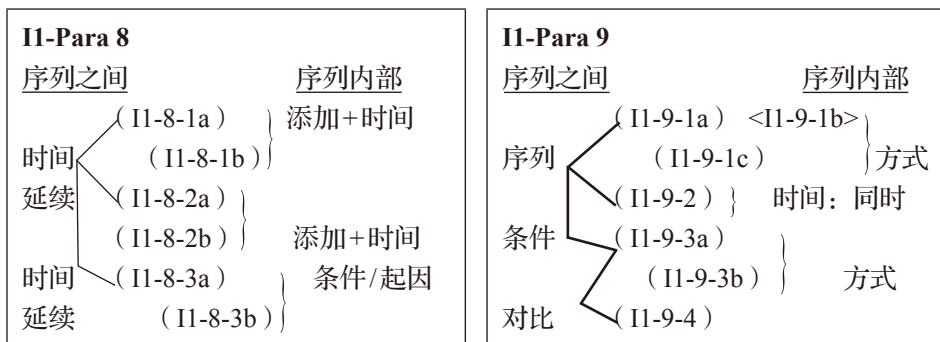 I1-Para 8
序列之间 序列内部
（I1-8-1a） 添加+时间
时间 （I1-8-1b）
延续 （I1-8-2a）
（I1-8-2b） 添加+时间
时间 （I1-8-3a） 条件/起因
延续 （I1-8-3b）
I1-Para 9
序列之间 序列内部
（I1-9-1a） <I1-9-1b>
序列 （I1-9-1c） 方式
（I1-9-2） 时间：同时
条件 （I1-9-3a）
（I1-9-3b） 方式
对比 （I1-9-4）